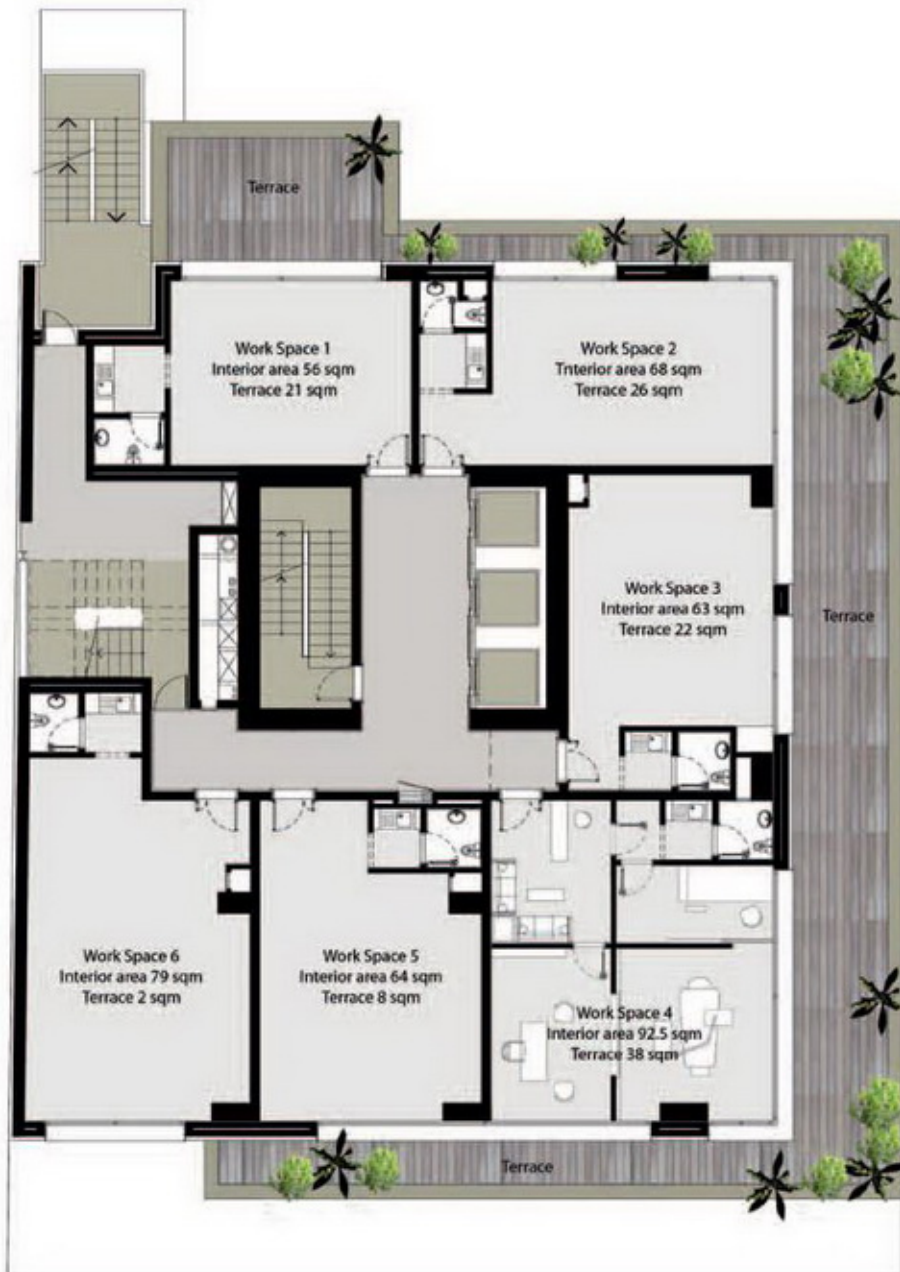 Terrace
Work Space 1
Interior area 56 sqm
Terrace 21 sqm
Work Space 2
Tnterior area 68 sqm
Terrace 26 sqm
Work Space 3
Interior area 63 sqm
Terrace 22 sqm
Terrace
Work Space 6
Interior area 79 sqm
Terrace 2 sqm
Work Space 5
Interior area 64 sqm
Terrace 8 sqm
Work Space 4
Interior area 92.5 sqm
Terrace 38 sqm
Terrace